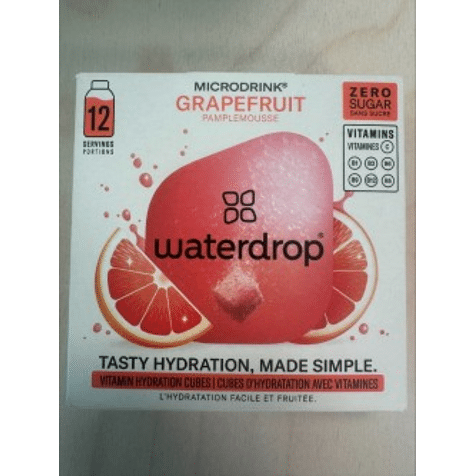 MICRODRINK®
GRAPEFRUIT
PAMPLEMOUSSE
12
SERVINGS
PORTIONS
ZERO
SUGAR
SANS SUCRE
VITAMINS
VITAMINES C
waterdrop®
TASTY HYDRATION, MADE SIMPLE.
VITAMIN HYDRATION CUBES | CUBES D'HYDRATATION AVEC VITAMINES
L'HYDRATATION FACILE ET FRUITÉE.